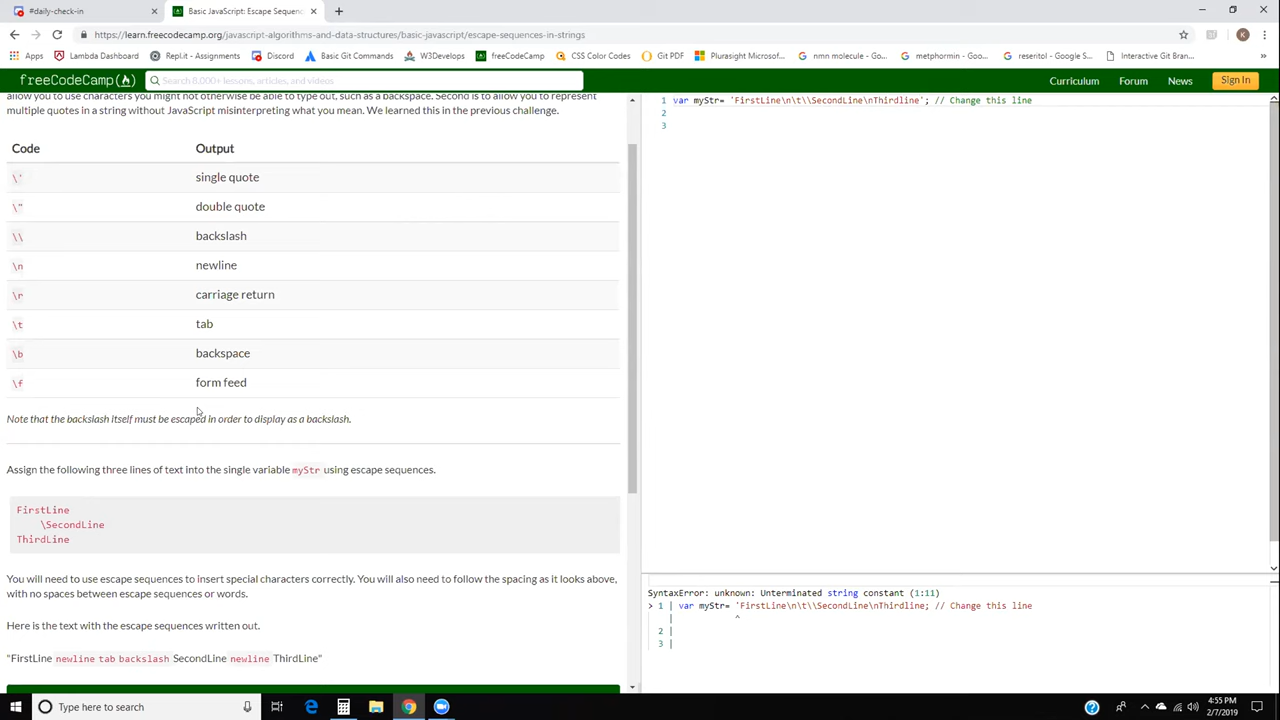 #daily-check-in
Basic JavaScript: Escape Sequenc
https://learn.freecodecamp.org/javascript-algorithms-and-data-structures/basic-javascript/escape-sequences-in-strings
K
Apps Lambda Dashboard Repl.it - Assignments Discord Basic Git Commands W3Develops freeCodeCamp CSS Color Codes Git PDF Pluragsight Microsof... nmn molecule - Go... metphormin - Goo... reseritol - Google S... Interactive Git Bran...
freeCodeCamp
Search 8,000+ lessons, articles, and videos
Curriculum Forum News Sign In
allow you to use characters you might not otherwise be able to type out, such as a backspace. Second is to allow you to represent
multiple quotes in a string without JavaScript misinterpreting what you mean. We learned this in the previous challenge.
Code Output
\' single quote
\" double quote
\\ backslash
\n newline
\r carriage return
\t tab
\b backspace
\f form feed
Note that the backslash itself must be escaped in order to display as a backslash.
Assign the following three lines of text into the single variable myStr using escape sequences.
FirstLine
\SecondLine
ThirdLine
You will need to use escape sequences to insert special characters correctly. You will also need to follow the spacing as it looks above,
with no spaces between escape sequences or words.
Here is the text with the escape sequences written out.
"FirstLine newline tab backslash SecondLine newline ThirdLine"
1 var myStr= 'FirstLine\n\t\\SecondLine\nThirdline'; // Change this line
2
3
SyntaxError: unknown: Unterminated string constant (1:11)
> 1 | var myStr= 'FirstLine\n\t\\SecondLine\nThirdline; // Change this line
| ^
2 |
3 |
Type here to search
4:55 PM
2/7/2019